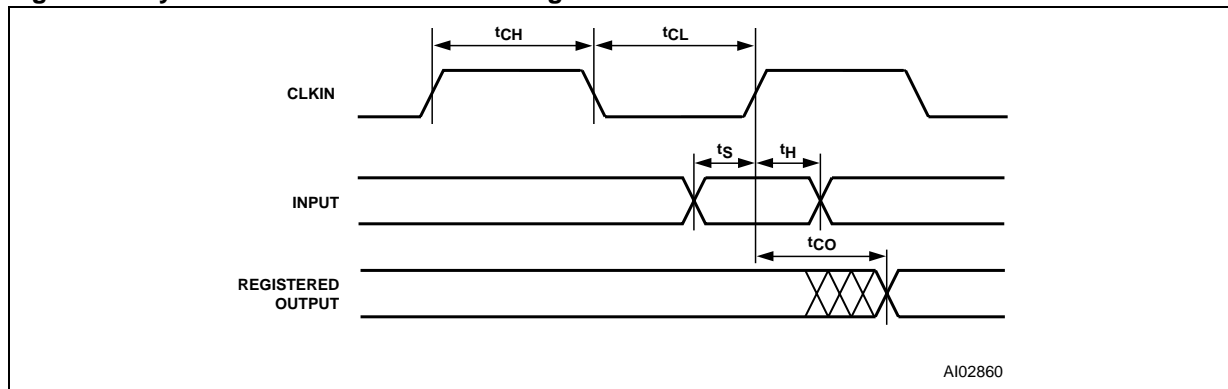 tCH
tCL
CLKIN
tS
tH
INPUT
tCO
REGISTERED
OUTPUT
AI02860